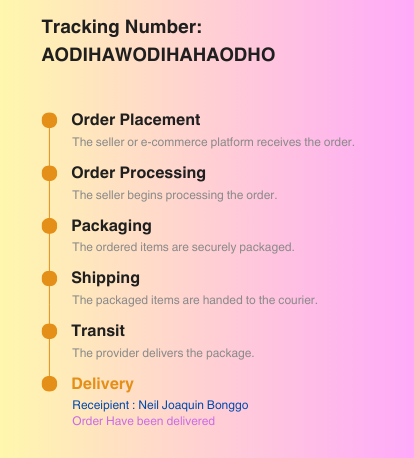 Tracking Number:
AODIHAWODIHAHAODHO
Order Placement
The seller or e-commerce platform receives the order.
Order Processing
The seller begins processing the order.
Packaging
The ordered items are securely packaged.
Shipping
The packaged items are handed to the courier.
Transit
The provider delivers the package.
Delivery
Receipient : Neil Joaquin Bonggo
Order Have been delivered